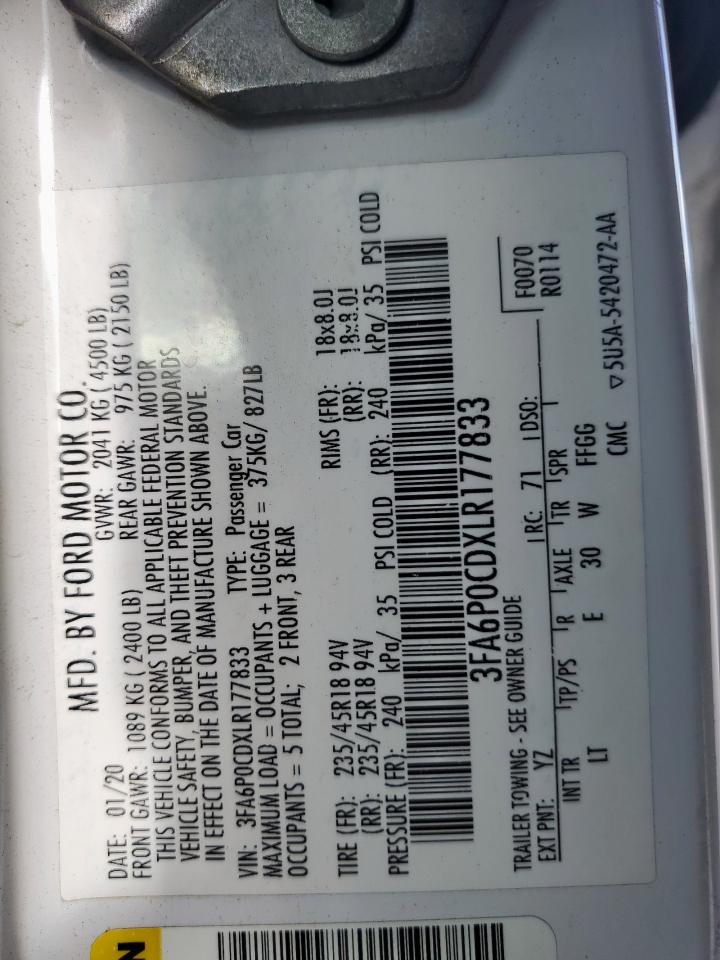 MFD. BY FORD MOTOR CO.
DATE: 01/20 GVWR: 2041 KG ( 4500 LB)
FRONT GAWR: 1089 KG ( 2400 LB) REAR GAWR: 975 KG ( 2150 LB)
THIS VEHICLE CONFORMS TO ALL APPLICABLE FEDERAL MOTOR
VEHICLE SAFETY, BUMPER, AND THEFT PREVENTION STANDARDS
IN EFFECT ON THE DATE OF MANUFACTURE SHOWN ABOVE.
VIN: 3FA6P0CDXLR177833 TYPE: Passenger Car
MAXIMUM LOAD = OCCUPANTS + LUGGAGE = 375KG/ 827LB
OCCUPANTS = 5 TOTAL; 2 FRONT, 3 REAR
TIRE (FR): 235/45R18 94V RIMS (FR): 18x8.0J
(RR): 235/45R18 94V (RR): 18x8.0J
PRESSURE (FR): 240 kPa/ 35 PSI COLD (RR): 240 kPa/ 35 PSI COLD
3FA6P0CDXLR177833
F0070
TRAILER TOWING - SEE OWNER GUIDE R0114
EXT PNT: YZ RC: 71 DSO:
INT TR TP/PS R AXLE TR SPR
LT E 30 W FFGG
CMC ▽5U5A-5420472-AA
N